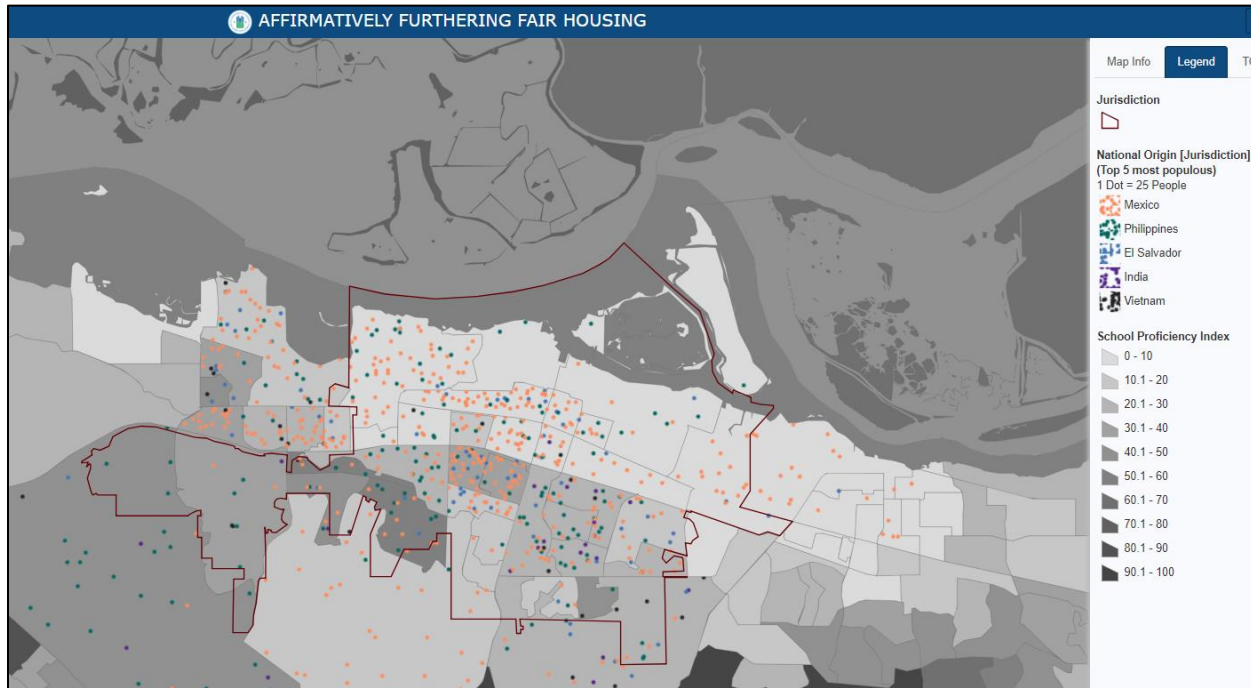 AFFIRMATIVELY FURTHERING FAIR HOUSING
Map Info Legend
Jurisdiction
National Origin [Jurisdiction]
(Top 5 most populous)
1 Dot = 25 People
Mexico
Philippines
El Salvador
India
Vietnam
School Proficiency Index
0 - 10
10.1 - 20
20.1 - 30
30.1 - 40
40.1 - 50
50.1 - 60
60.1 - 70
70.1 - 80
80.1 - 90
90.1 - 100